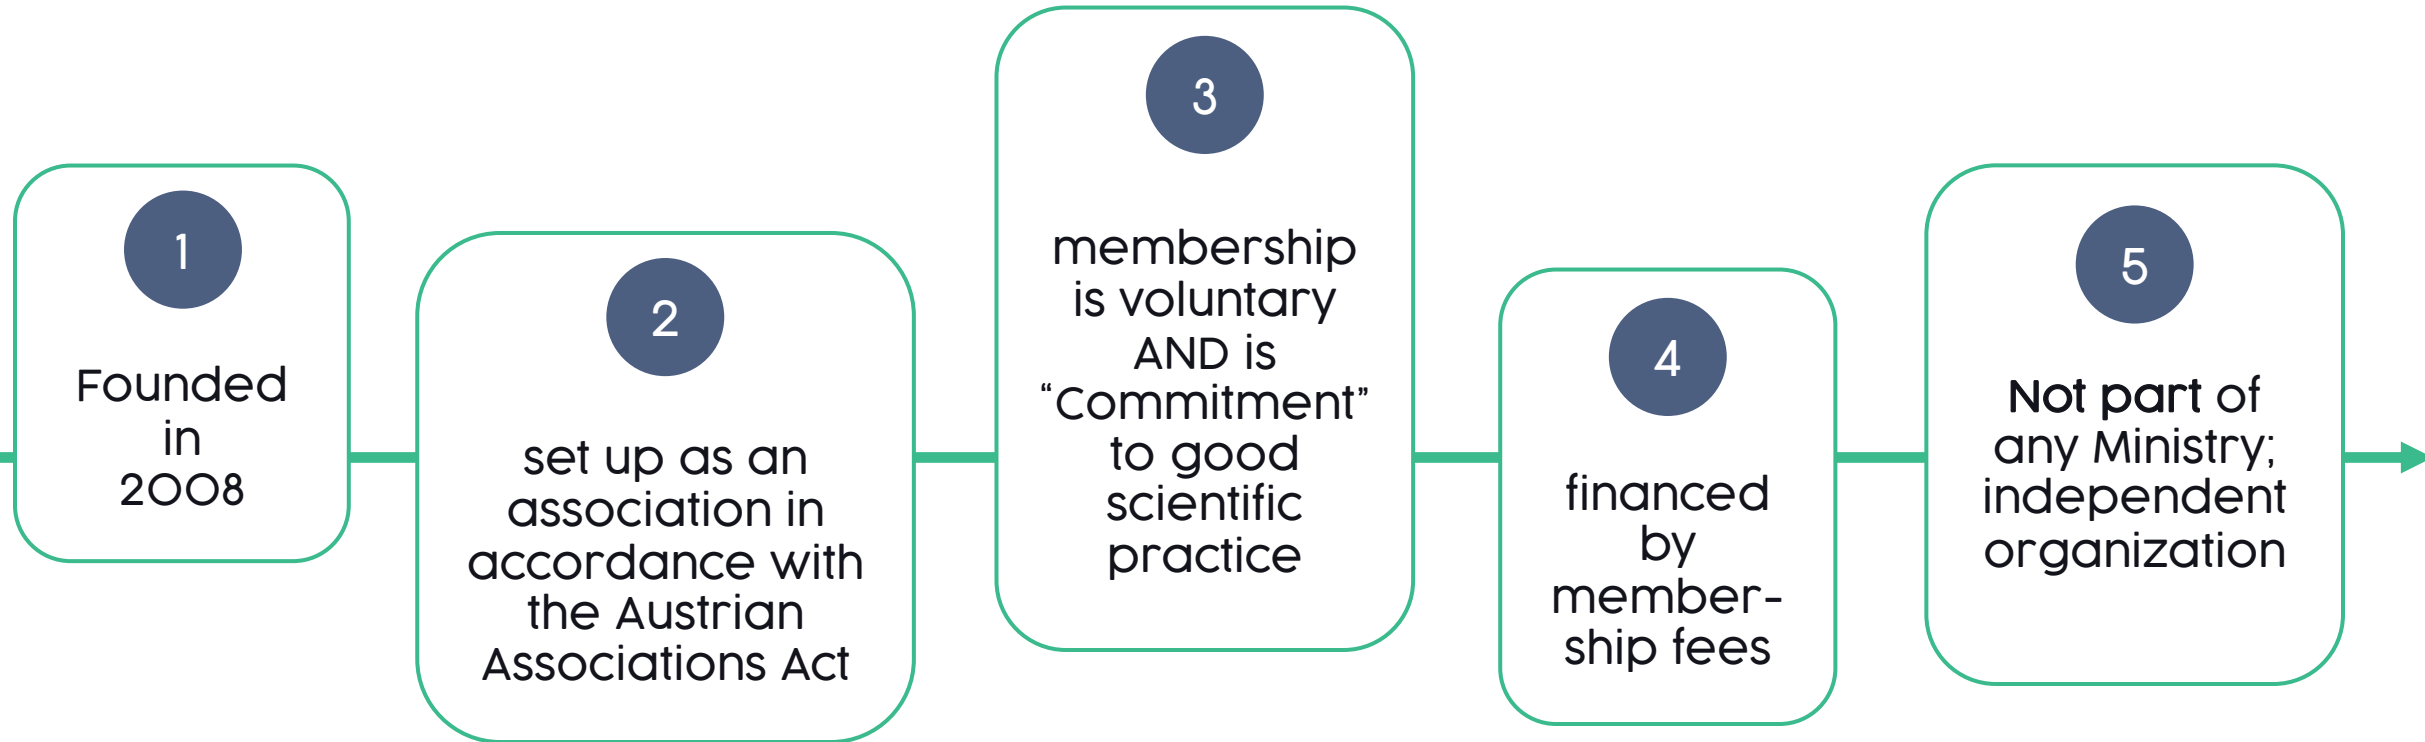 1
Founded
in
2008
2
set up as an
association in
accordance with
the Austrian
Associations Act
3
membership
is voluntary
AND is
“Commitment”
to good
scientific
practice
4
financed
by
member-
ship fees
5
Not part of
any Ministry;
independent
organization